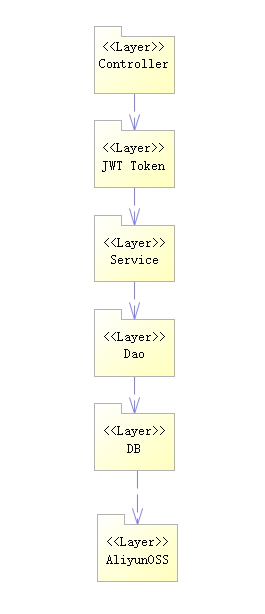 <<Layer>>
Controller
<<Layer>>
JWT Token
<<Layer>>
Service
<<Layer>>
Dao
<<Layer>>
DB
<<Layer>>
AliyunOSS